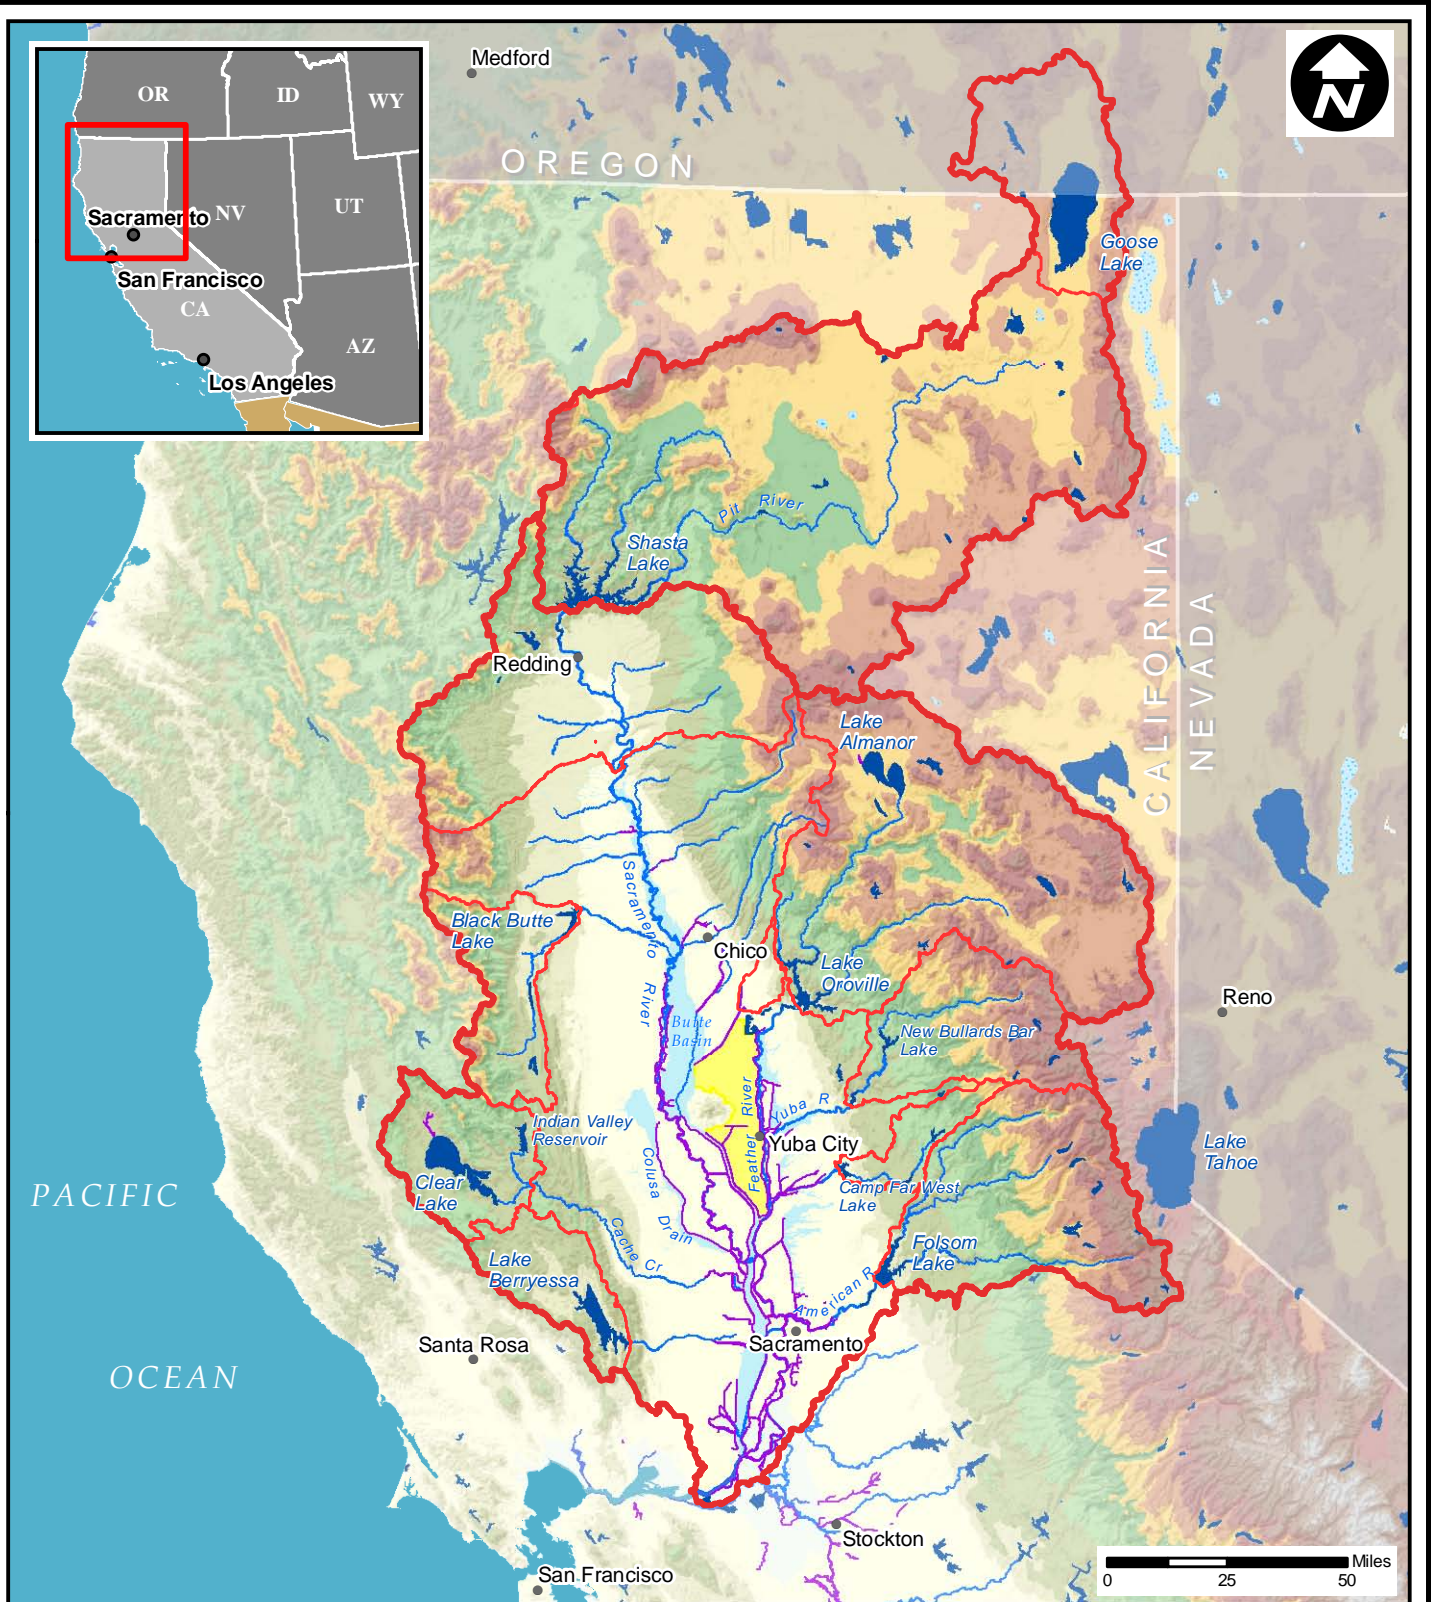 Medford
N
OR
ID
WY
Sacramento
NV
UT
San Francisco
CA
AZ
Los Angeles
OREGON
Goose
Lake
Pit River
Shasta
Lake
CALIFORNIA
NEVADA
Redding
Lake
Almanor
Sacramento River
Black Butte
Lake
Chico
Lake
Oroville
Reno
Butte
Basin
New Bullards Bar
Lake
Feather River
Yuba R
Indian Valley
Reservoir
Yuba City
Lake
Tahoe
Colusa Drain
Clear
Lake
Camp Far West
Lake
PACIFIC
Cache Cr
Folsom
Lake
Lake
Berryessa
American R
Santa Rosa
Sacramento
OCEAN
Stockton
San Francisco
Miles
0 25 50